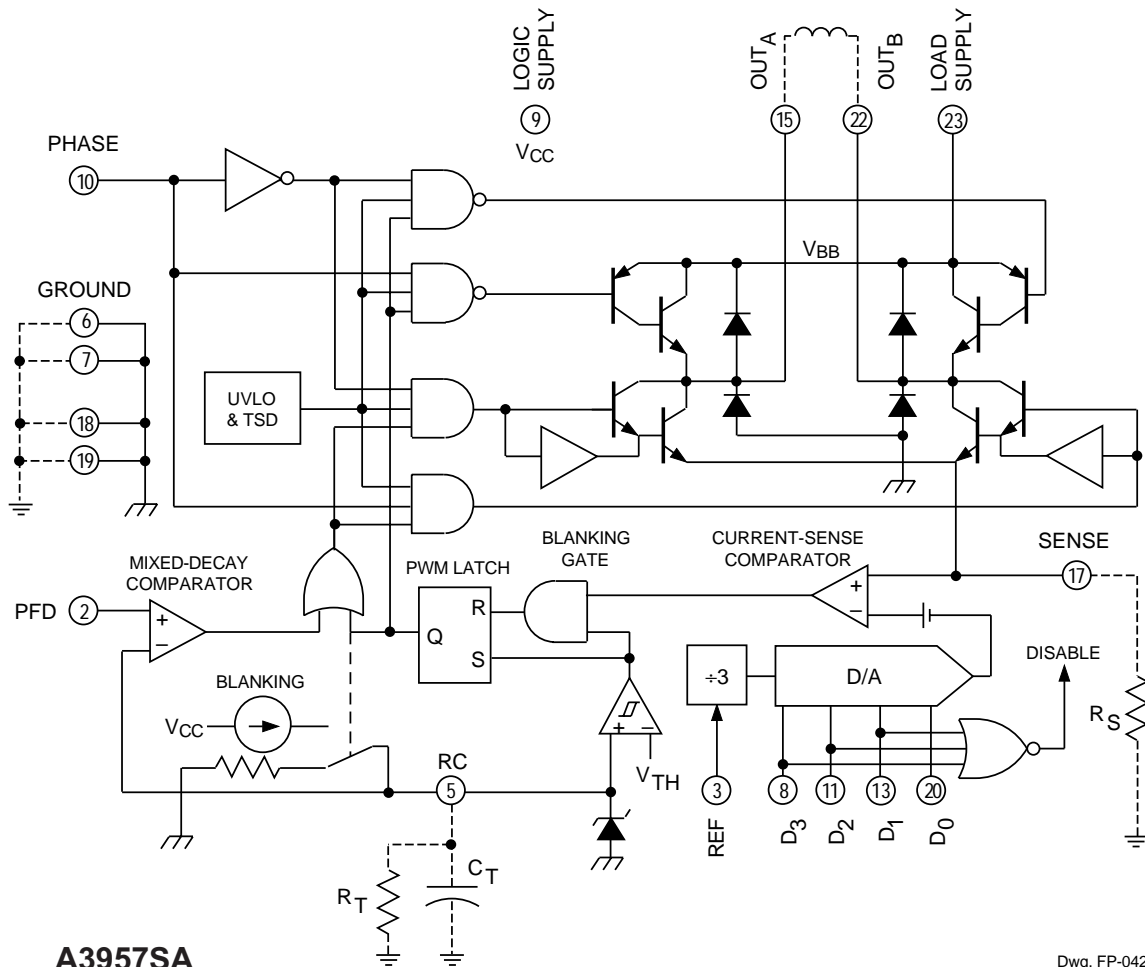 OUTA
OUTB
LOGIC
SUPPLY
LOAD
SUPPLY
9
15
22
23
VCC
PHASE
10
VBB
GROUND
6
7
18
19
UVLO
& TSD
MIXED-DECAY
COMPARATOR
PWM LATCH
BLANKING
GATE
CURRENT-SENSE
COMPARATOR
SENSE
17
PFD
2
+
–
Q
R
S
+
–
÷3
D/A
DISABLE
RS
BLANKING
VCC
+
–
VTH
RC
5
3
8
11
13
20
REF
D3
D2
D1
D0
RT
CT
A3957SA
Dwg. FP-042